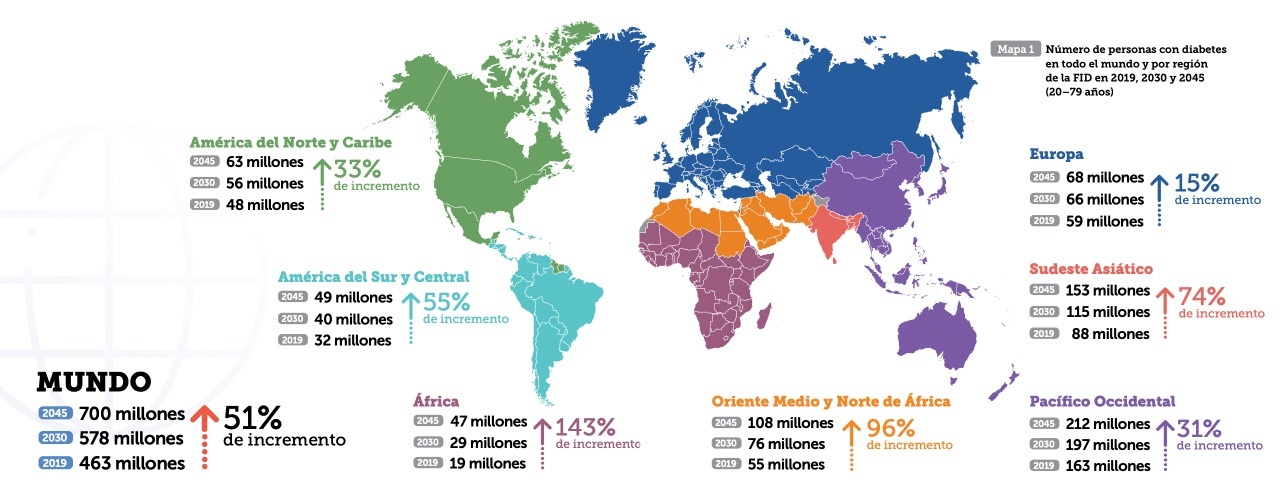 Mapa 1 Número de personas con diabetes
en todo el mundo y por región
de la FID en 2019, 2030 y 2045
(20–79 años)
América del Norte y Caribe
2045 63 millones
2030 56 millones
2019 48 millones
33%
de incremento
América del Sur y Central
2045 49 millones
2030 40 millones
2019 32 millones
55%
de incremento
MUNDO
2045 700 millones
2030 578 millones
2019 463 millones
51%
de incremento
África
2045 47 millones
2030 29 millones
2019 19 millones
143%
de incremento
Oriente Medio y Norte de África
2045 108 millones
2030 76 millones
2019 55 millones
96%
de incremento
Europa
2045 68 millones
2030 66 millones
2019 59 millones
15%
de incremento
Sudeste Asiático
2045 153 millones
2030 115 millones
2019 88 millones
74%
de incremento
Pacífico Occidental
2045 212 millones
2030 197 millones
2019 163 millones
31%
de incremento